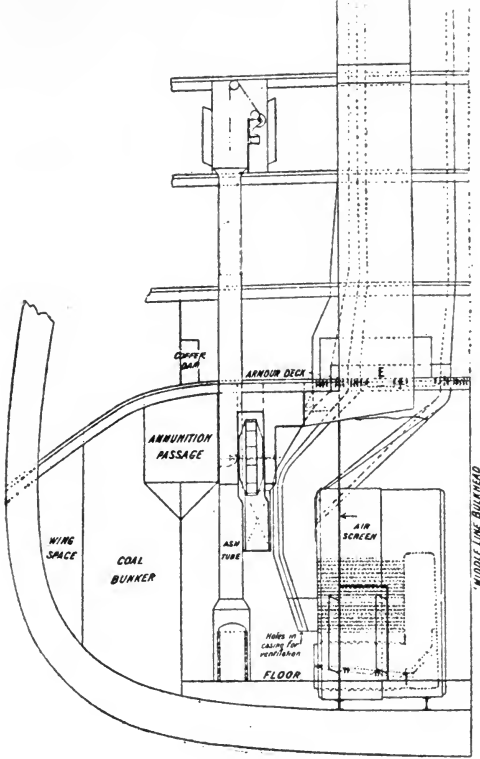 COFFER
DAM
ARMOUR DECK
E
AMMUNITION
PASSAGE
WING
SPACE
COAL
BUNKER
ASH
TUBE
AIR
SCREEN
Holes in
casing for
ventilation
FLOOR
MIDDLE LINE BULKHEAD